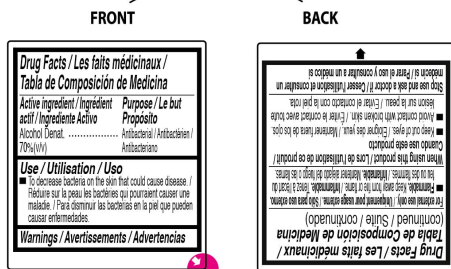 FRONT
BACK
Drug Facts / Les faits médicinaux /
Tabla de Composición de Medicina
Active ingredient / Ingrédient
actif / Ingrediente Activo
Purpose / Le but
Propósito
Alcohol Denat. ................... Antibacterial / Antibactérien /
70%(v/v) Antibacteriano
Use / Utilisation / Uso
■ To decrease bacteria on the skin that could cause disease. /
Réduire sur la peau les bactéries qui pourraient causer une
maladie. / Para disminuir las bacterias en la piel que pueden
causar enfermedades.
Warnings / Avertissements / Advertencias
Drug Facts / Les faits médicinaux /
Tabla de Composición de Medicina
(continued / Suite / continuado)
For external use only / Uniquement pour usage externe. / Sólo para uso externo.
■ Flammable, keep away from fire or flame / Inflammable, tenez à l'écart du
feu ou des flammes. / Inflamable, Mantenerse alejado del fuego o las llamas.
When using this product / Lors de l'utilisation de ce produit /
Cuando use este producto
■ Keep out of eyes. / Éloigner des yeux. / Mantener fuera de los ojos.
■ Avoid contact with broken skin. / Éviter le contact avec toute
lésion sur la peau. / Evitar el contacto con la piel rota.
Stop use and ask a doctor if / Cesser l'utilisation et consulter un
médecin si / Parar el uso y consultar a un médico si